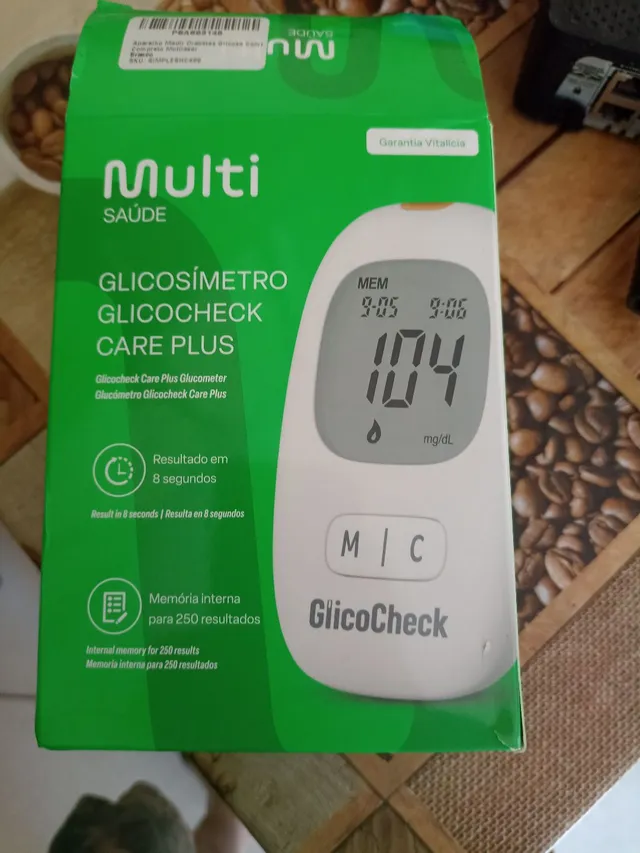 Multi
SAÚDE
Garantia Vitalícia
Multi
SAÚDE
GLICOSÍMETRO
GLICOCHECK
CARE PLUS
Glicocheck Care Plus Glucometer
Glucómetro Glicocheck Care Plus
Resultado em
8 segundos
Result in 8 seconds | Resulta en 8 segundos
Memória interna
para 250 resultados
Internal memory for 250 results
Memoria interna para 250 resultados
MEM
9-05 9:06
104
mg/dL
M | C
GlicoCheck